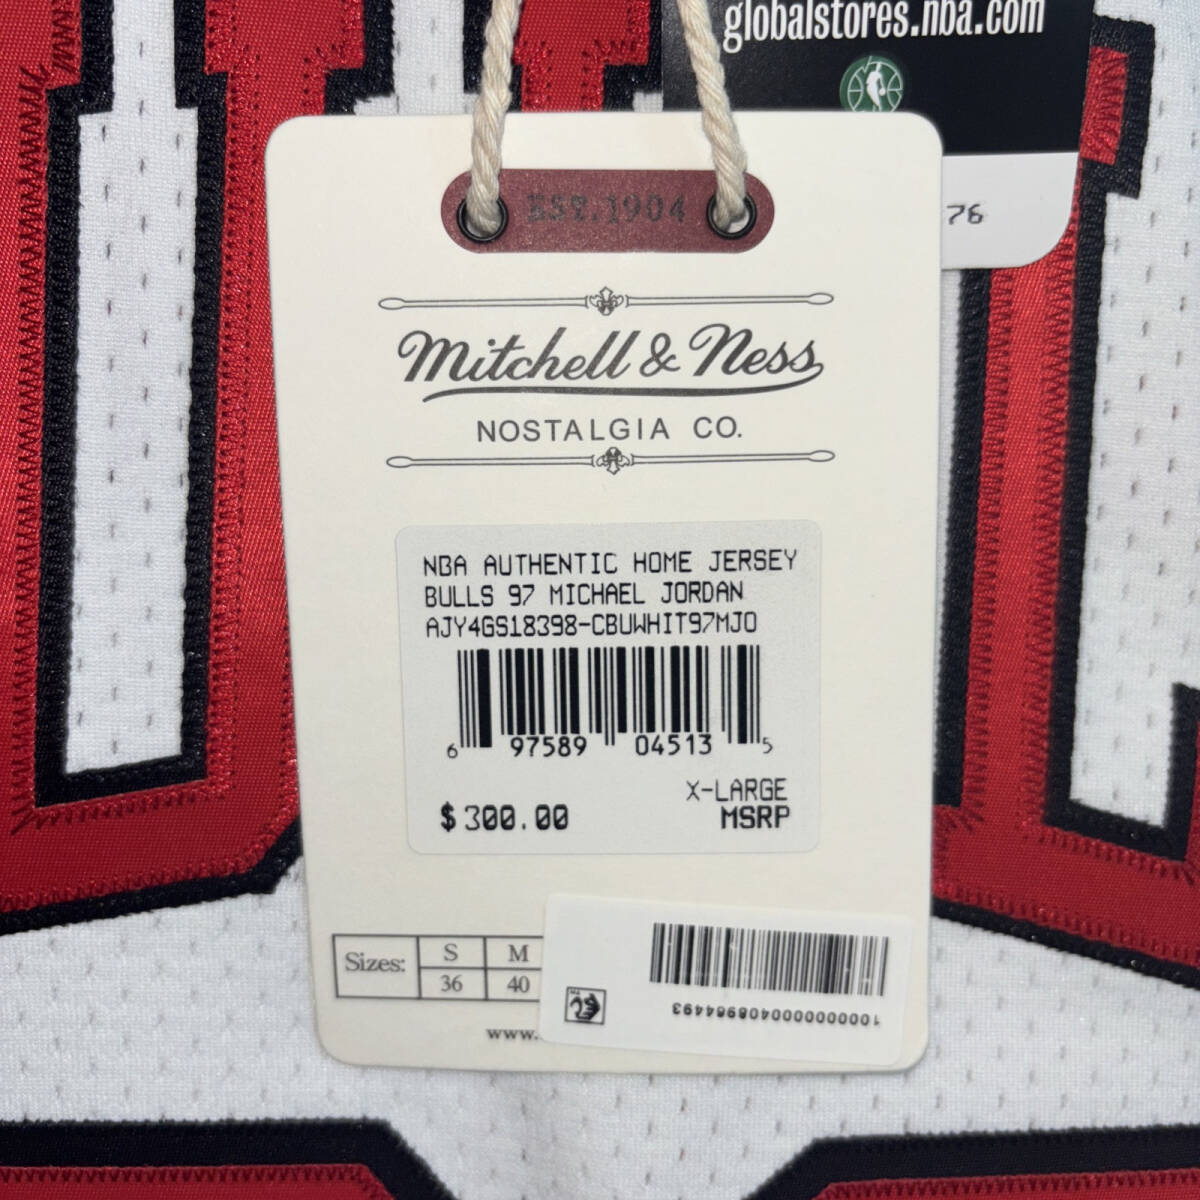 globalstores.nba.com
76
EST.1904
Mitchell & Ness
NOSTALGIA CO.
NBA AUTHENTIC HOME JERSEY
BULLS 97 MICHAEL JORDAN
AJY4GS18398-CBUWHIT97MJO
6 97589 04513 5
X-LARGE
$300.00 MSRP
Sizes: S M
36 40
www.